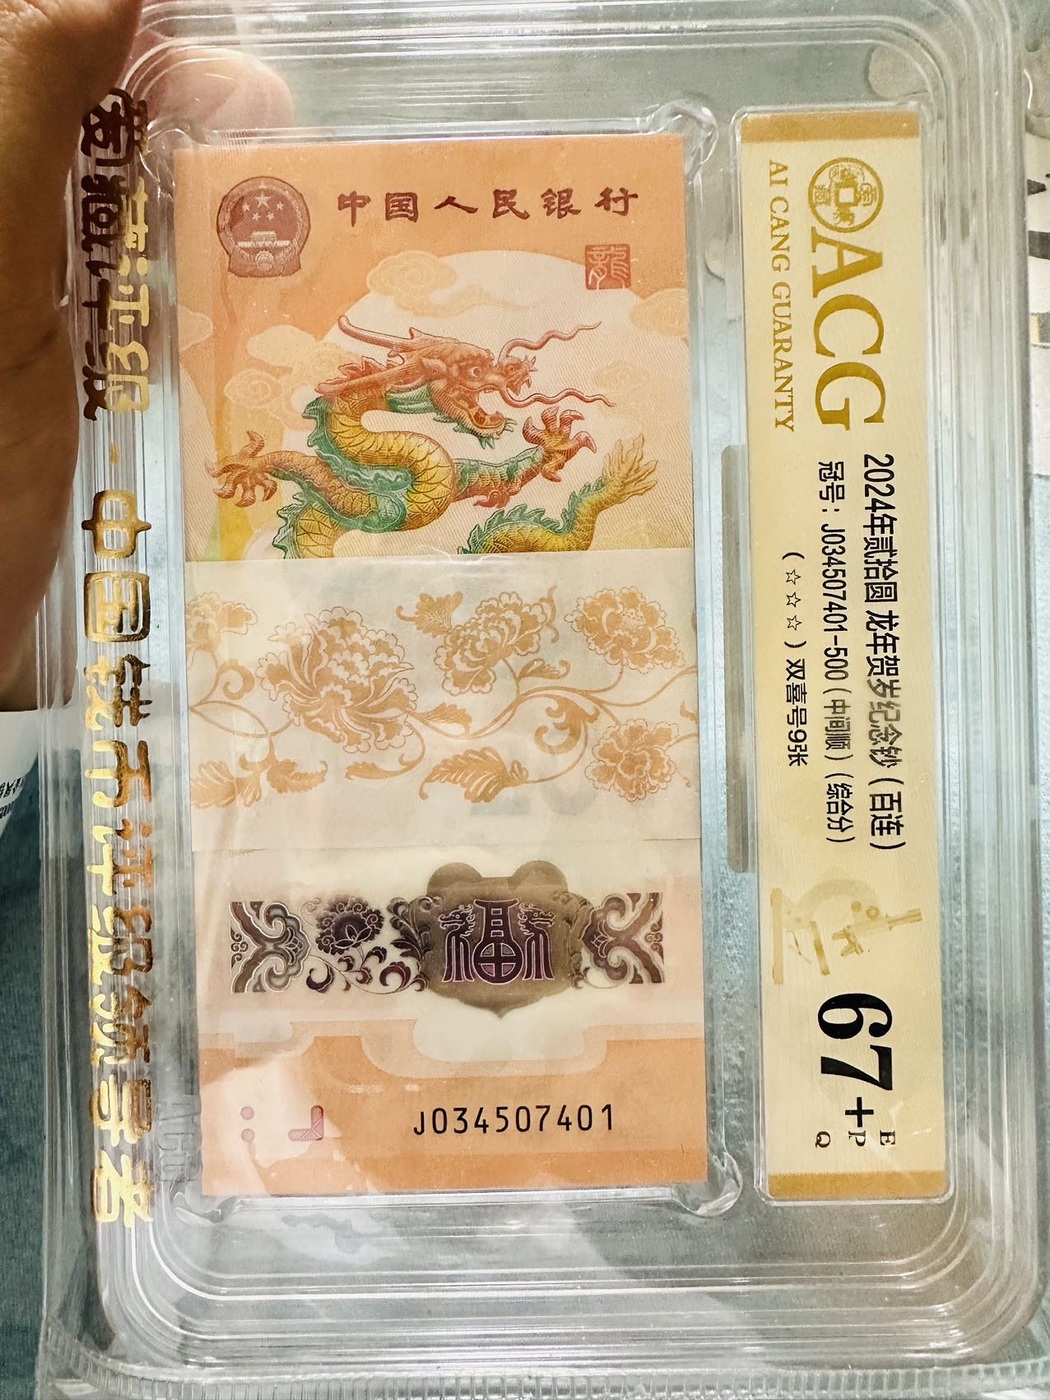 中国人民银行
龍
福
J034507401
ACG
AI CANG GUARANTY
2024年贰拾圆 龙年贺岁纪念钞（百连）
冠号：J034507401-500（中间顺）（综合分）
（☆☆☆）双喜号9张
67+
E
P
Q
爱藏评级
中国钱币评级领导者